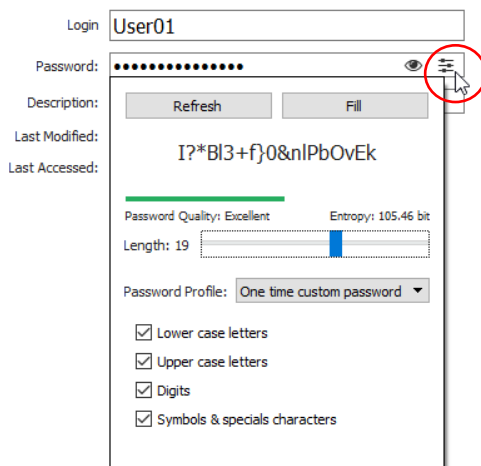 Login User01
Password: •••••••••••••••
Description:
Refresh Fill
Last Modified:
I?*Bl3+f}0&nlPbOvEk
Last Accessed:
Password Quality: Excellent Entropy: 105.46 bit
Length: 19
Password Profile: One time custom password
Lower case letters
Upper case letters
Digits
Symbols & specials characters